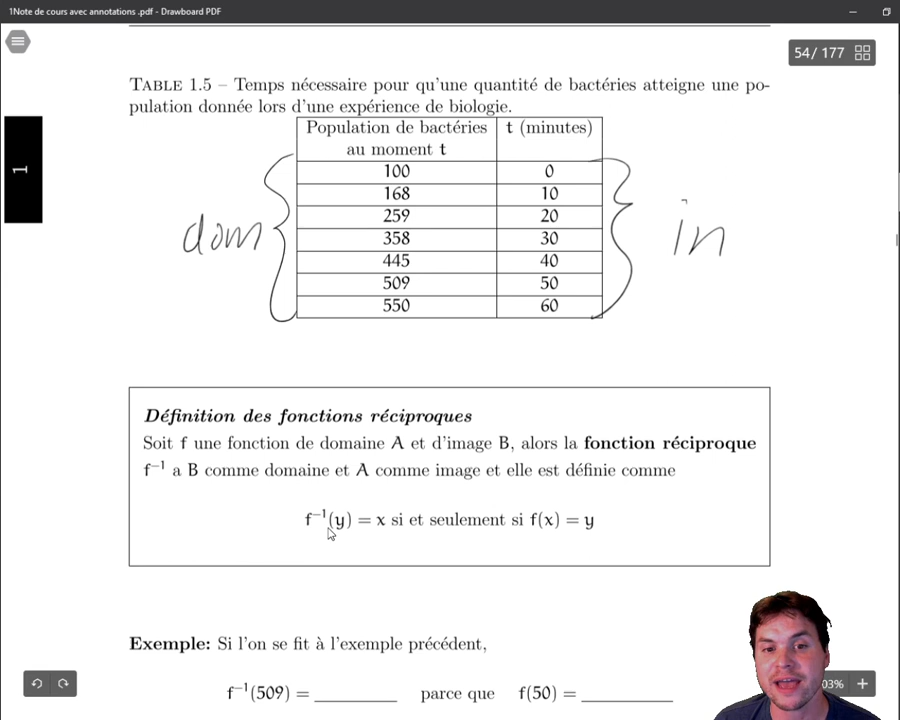 1Note de cours avec annotations .pdf - Drawboard PDF
54 / 177
TABLE 1.5 – Temps nécessaire pour qu'une quantité de bactéries atteigne une po-
pulation donnée lors d'une expérience de biologie.
Population de bactéries au moment t | t (minutes)
100 | 0
168 | 10
259 | 20
358 | 30
445 | 40
509 | 50
550 | 60
1
dom
im
Définition des fonctions réciproques
Soit f une fonction de domaine A et d'image B, alors la fonction réciproque
f⁻¹ a B comme domaine et A comme image et elle est définie comme
f⁻¹(y) = x si et seulement si f(x) = y
Exemple: Si l'on se fit à l'exemple précédent,
f⁻¹(509) = ________ parce que f(50) = ________
03%